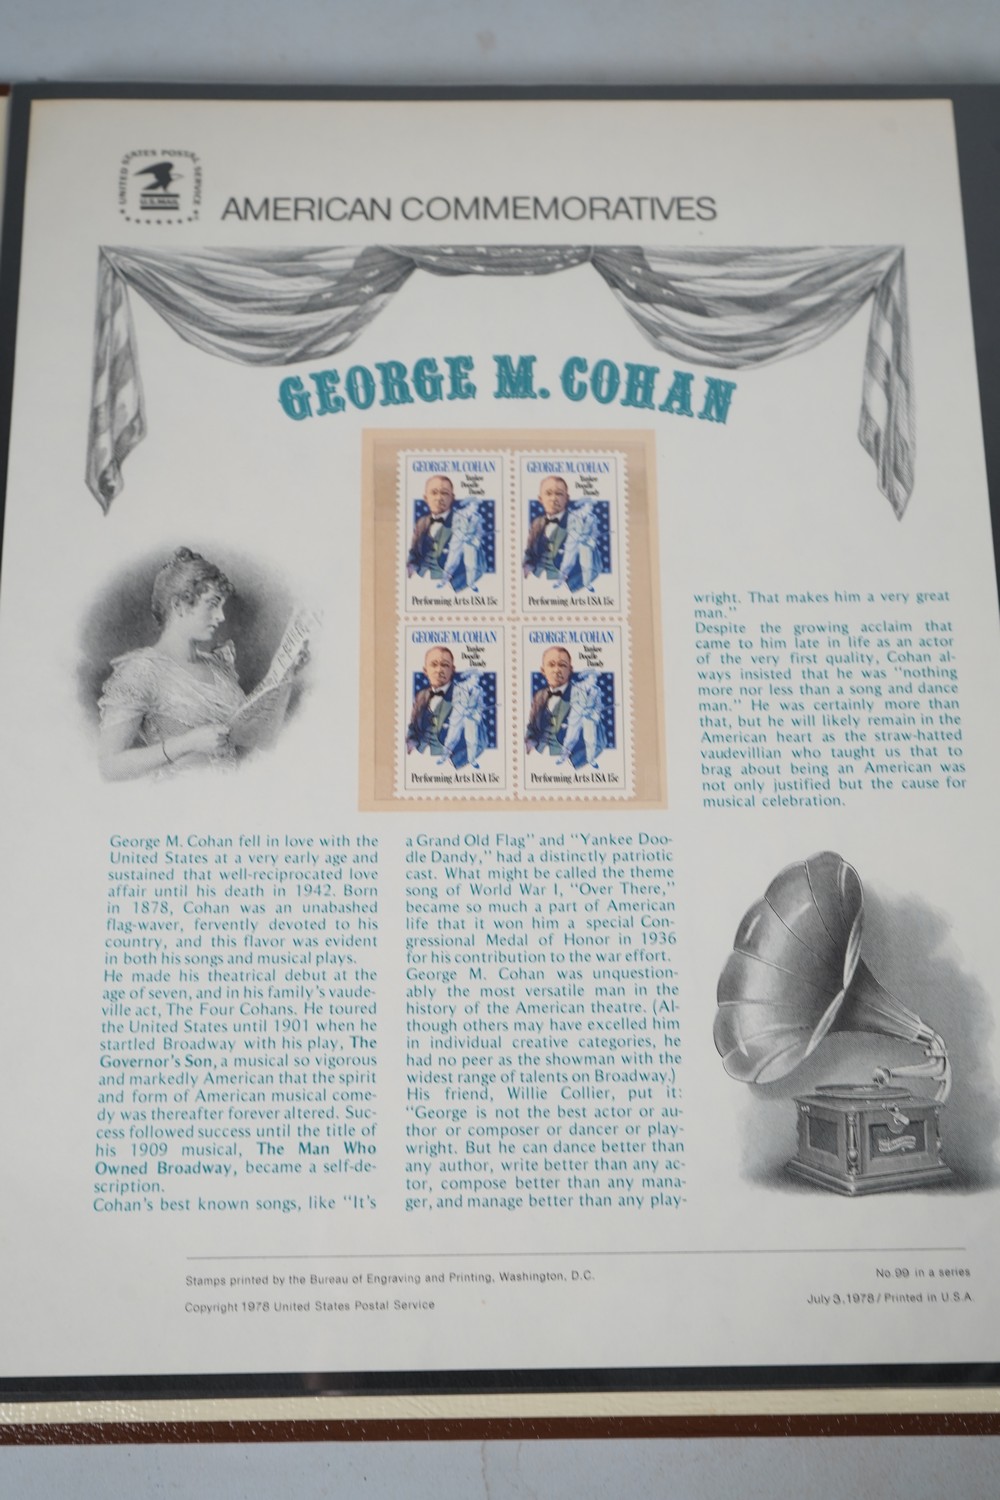 UNITED STATES POSTAL SERVICE
U.S. MAIL
AMERICAN COMMEMORATIVES
GEORGE M. COHAN
GEORGE M. COHAN
Yankee
Doodle
Dandy
Performing Arts USA 15c
GEORGE M. COHAN
Yankee
Doodle
Dandy
Performing Arts USA 15c
GEORGE M. COHAN
Yankee
Doodle
Dandy
Performing Arts USA 15c
GEORGE M. COHAN
Yankee
Doodle
Dandy
Performing Arts USA 15c
George M. Cohan fell in love with the
United States at a very early age and
sustained that well-reciprocated love
affair until his death in 1942. Born
in 1878, Cohan was an unabashed
flag-waver, fervently devoted to his
country, and this flavor was evident
in both his songs and musical plays.
He made his theatrical debut at the
age of seven, and in his family's vaude-
ville act, The Four Cohans. He toured
the United States until 1901 when he
startled Broadway with his play, The
Governor's Son, a musical so vigorous
and markedly American that the spirit
and form of American musical come-
dy was thereafter forever altered. Suc-
cess followed success until the title of
his 1909 musical, The Man Who
Owned Broadway, became a self-de-
scription.
Cohan's best known songs, like "It's
a Grand Old Flag" and "Yankee Doo-
dle Dandy," had a distinctly patriotic
cast. What might be called the theme
song of World War I, "Over There,"
became so much a part of American
life that it won him a special Con-
gressional Medal of Honor in 1936
for his contribution to the war effort.
George M. Cohan was unquestion-
ably the most versatile man in the
history of the American theatre. (Al-
though others may have excelled him
in individual creative categories, he
had no peer as the showman with the
widest range of talents on Broadway.)
His friend, Willie Collier, put it:
"George is not the best actor or au-
thor or composer or dancer or play-
wright. But he can dance better than
any author, write better than any ac-
tor, compose better than any mana-
ger, and manage better than any play-
wright. That makes him a very great
man."
Despite the growing acclaim that
came to him late in life as an actor
of the very first quality, Cohan al-
ways insisted that he was "nothing
more nor less than a song and dance
man." He was certainly more than
that, but he will likely remain in the
American heart as the straw-hatted
vaudevillian who taught us that to
brag about being an American was
not only justified but the cause for
musical celebration.
Stamps printed by the Bureau of Engraving and Printing, Washington, D.C.
Copyright 1978 United States Postal Service
No. 99 in a series
July 3, 1978 / Printed in U.S.A.